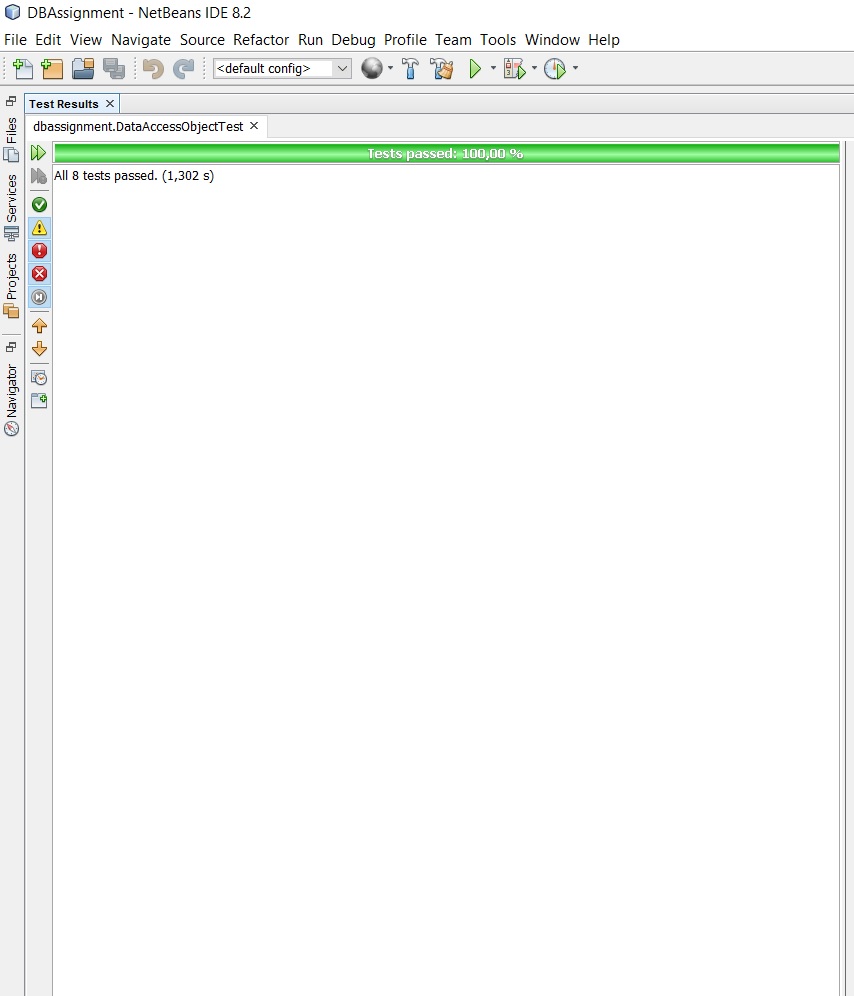 DBAssignment - NetBeans IDE 8.2
File Edit View Navigate Source Refactor Run Debug Profile Team Tools Window Help
<default config>
Test Results
dbassignment.DataAccessObjectTest
Tests passed: 100,00 %
All 8 tests passed. (1,302 s)
Files
Services
Projects
Navigator